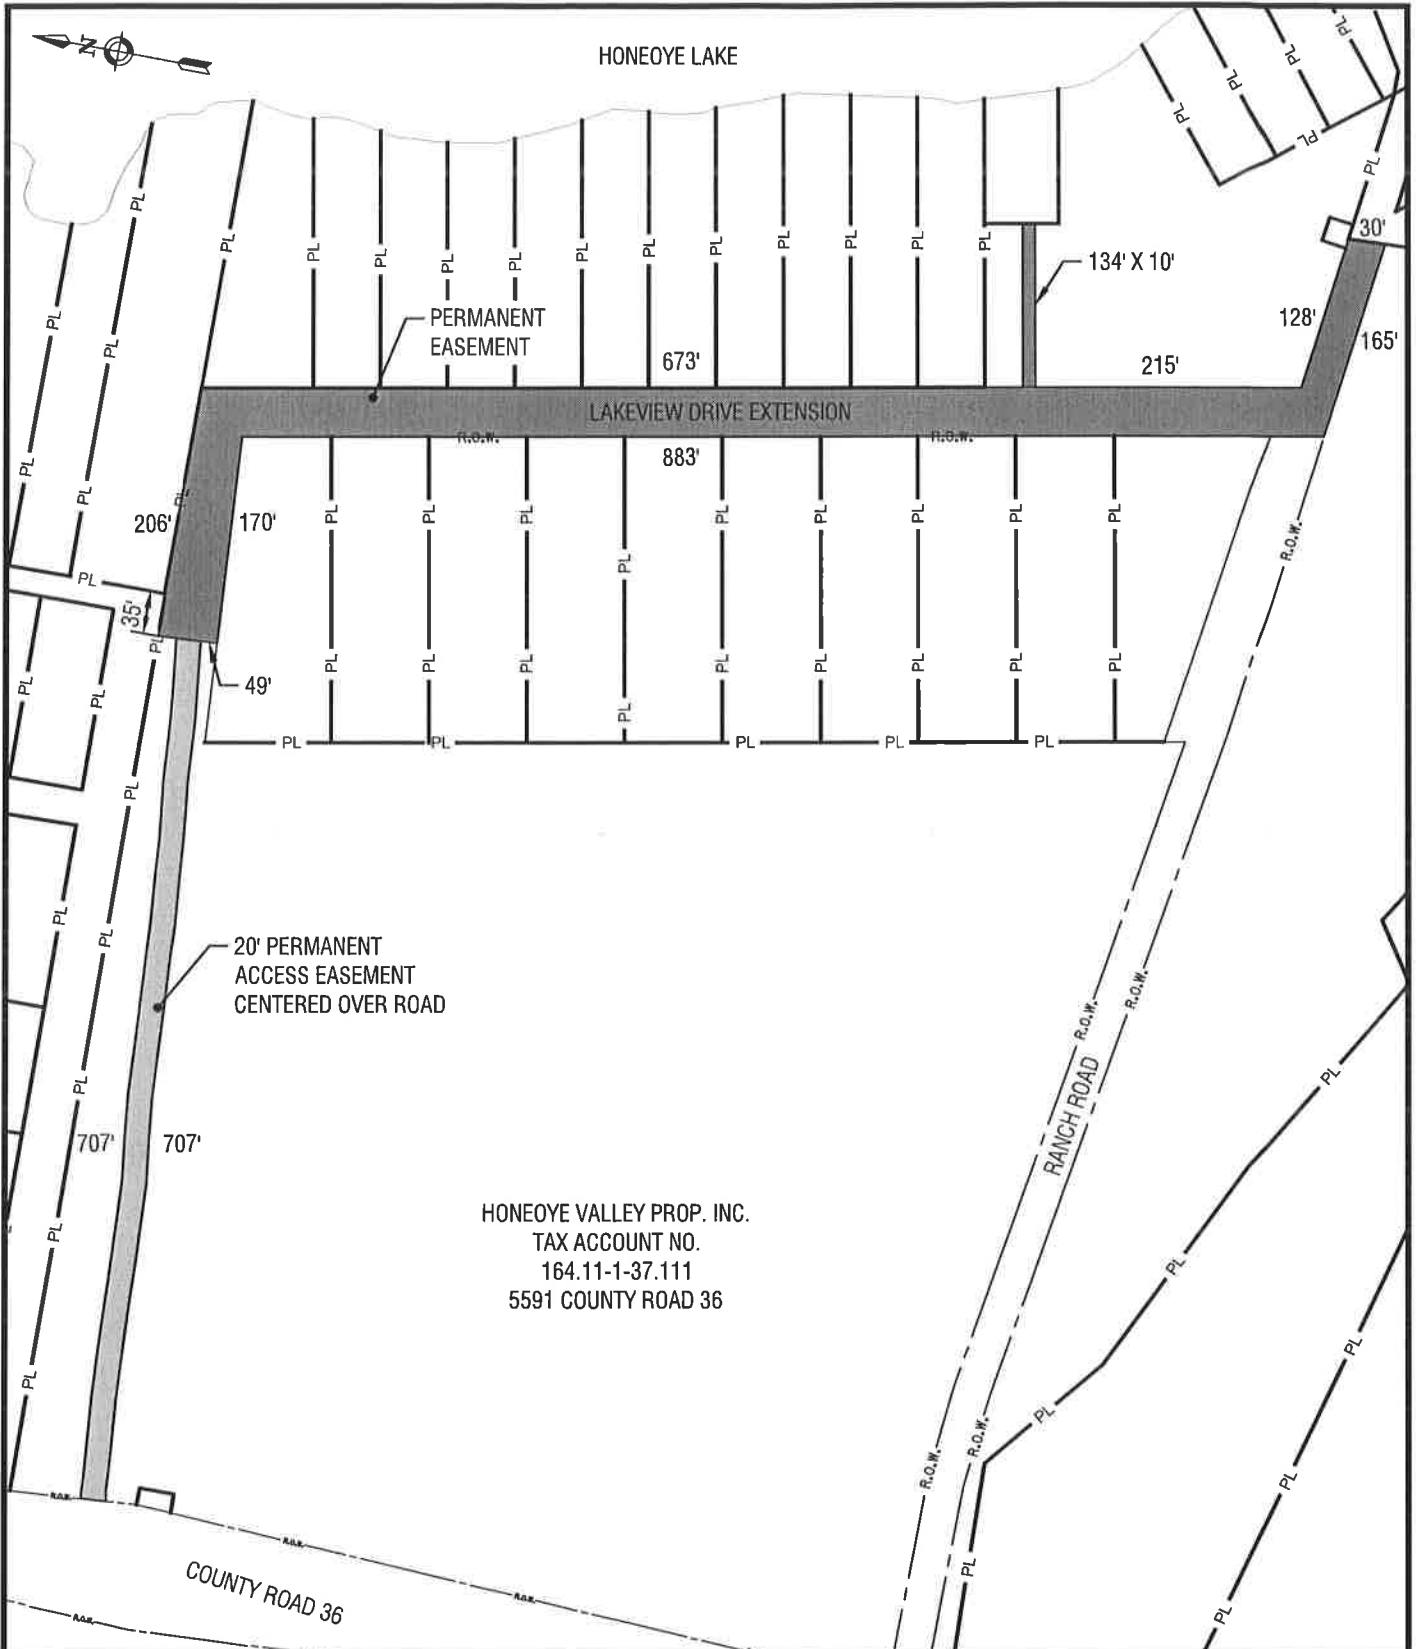 N
HONEOYE LAKE
PL PL PL PL
PL
PL
30'
PL PL PL PL PL PL PL PL PL PL PL PL PL
134' X 10'
PL PL
PERMANENT
EASEMENT
128'
165'
673'
215'
LAKEVIEW DRIVE EXTENSION
R.O.W. R.O.W.
883'
PL PL
206'
170'
PL PL PL PL PL PL PL PL PL
R.O.W.
PL
35'
PL
PL PL PL PL PL PL PL PL PL
49'
PL PL
PL PL PL PL PL
PL
PL PL
20' PERMANENT
ACCESS EASEMENT
CENTERED OVER ROAD
R.O.W. R.O.W.
RANCH ROAD
PL
PL
707'
707'
HONEOYE VALLEY PROP. INC.
TAX ACCOUNT NO.
164.11-1-37.111
5591 COUNTY ROAD 36
PL
PL
PL
PL
PL
R.O.W. R.O.W.
PL
R.O.W.
R.O.W.
COUNTY ROAD 36
R.O.W.
R.O.W.
PL
PL